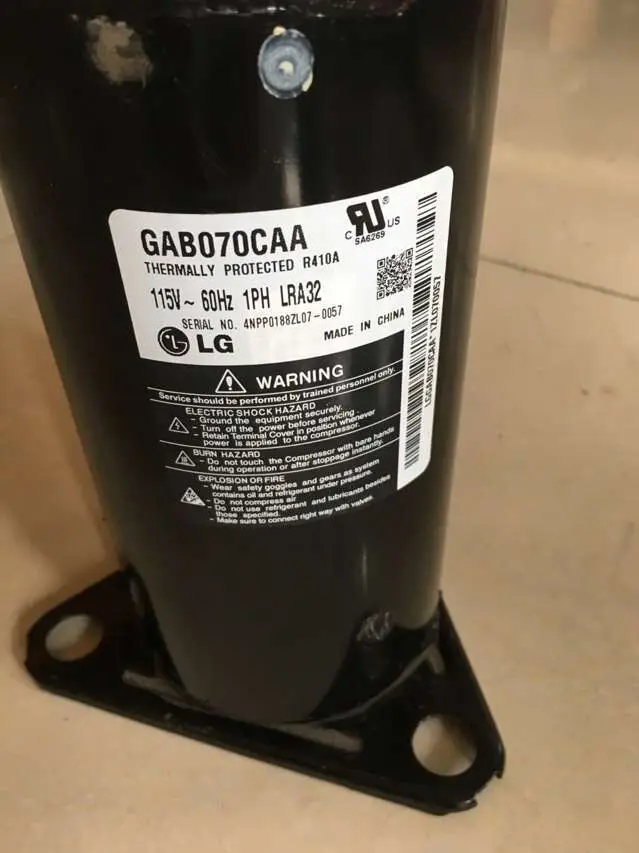 GAB070CAA
THERMALLY PROTECTED R410A
115V~ 60Hz 1PH LRA32
SERIAL NO. 4NPP0188ZL07-0057
LG
MADE IN CHINA
C RU ® US
SA6269
WARNING
Service should be performed by trained personnel only.
ELECTRIC SHOCK HAZARD
- Ground the equipment securely.
- Turn off the power before servicing.
- Retain Terminal Cover in position whenever
power is applied to the compressor.
BURN HAZARD
- Do not touch the Compressor with bare hands
during operation or after stoppage instantly.
EXPLOSION OR FIRE
- Wear safety goggles and gears as system
contains oil and refrigerant under pressure.
- Do not compress air
- Do not use refrigerant and lubricants besides
those specified.
- Make sure to connect right way with valves.